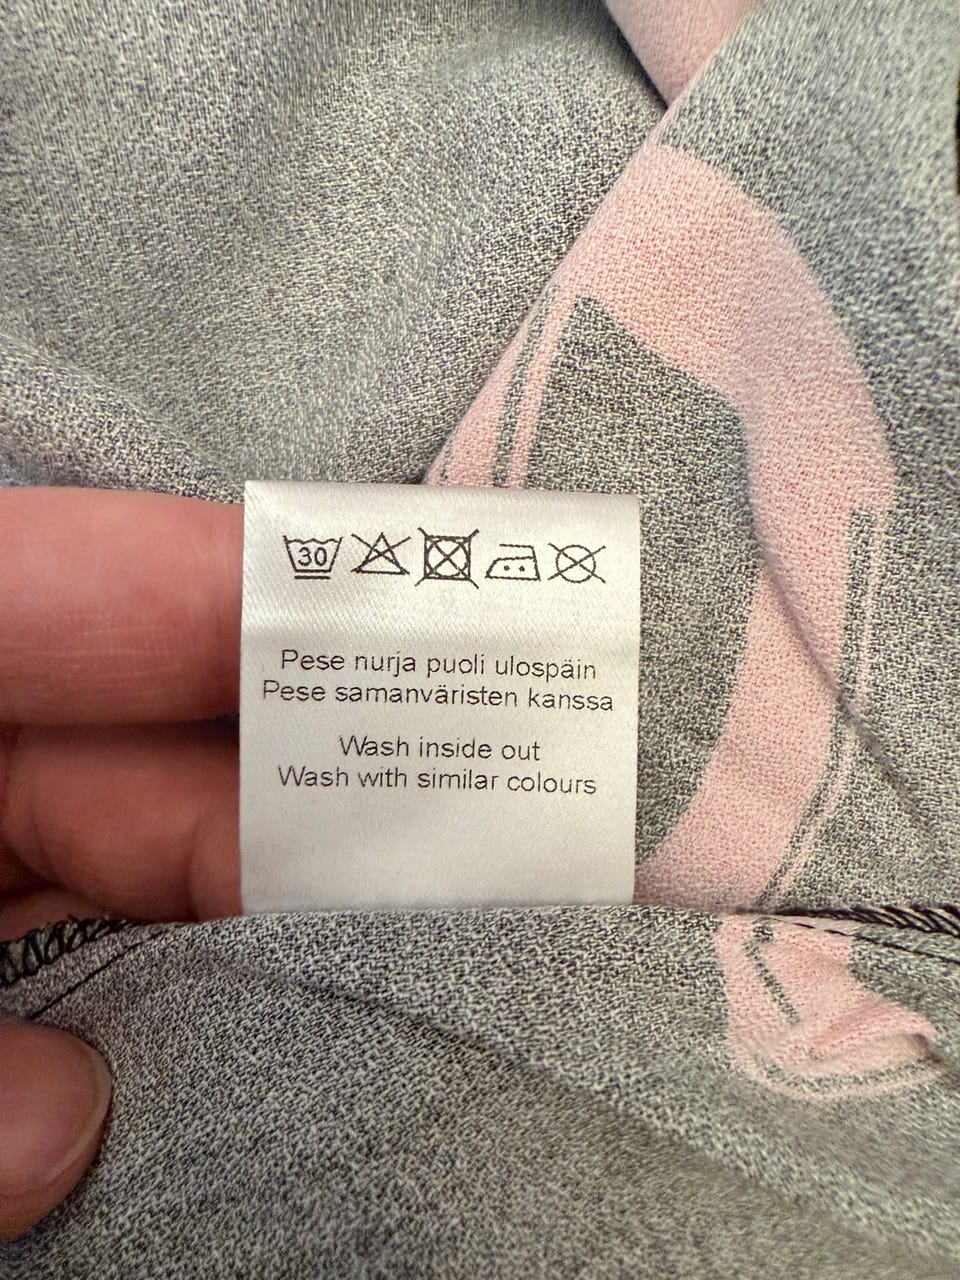 30
Pese nurja puoli ulospäin
Pese samanväristen kanssa
Wash inside out
Wash with similar colours